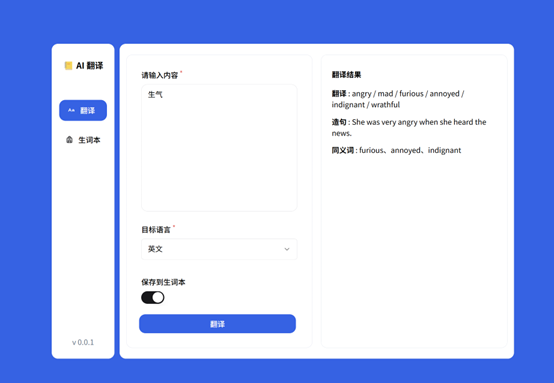 AI 翻译
Aa 翻译
生词本
v 0.0.1
请输入内容 *
生气
目标语言 *
英文
保存到生词本
翻译
翻译结果
翻译 : angry / mad / furious / annoyed /
indignant / wrathful
造句 : She was very angry when she heard the
news.
同义词 : furious、annoyed、indignant